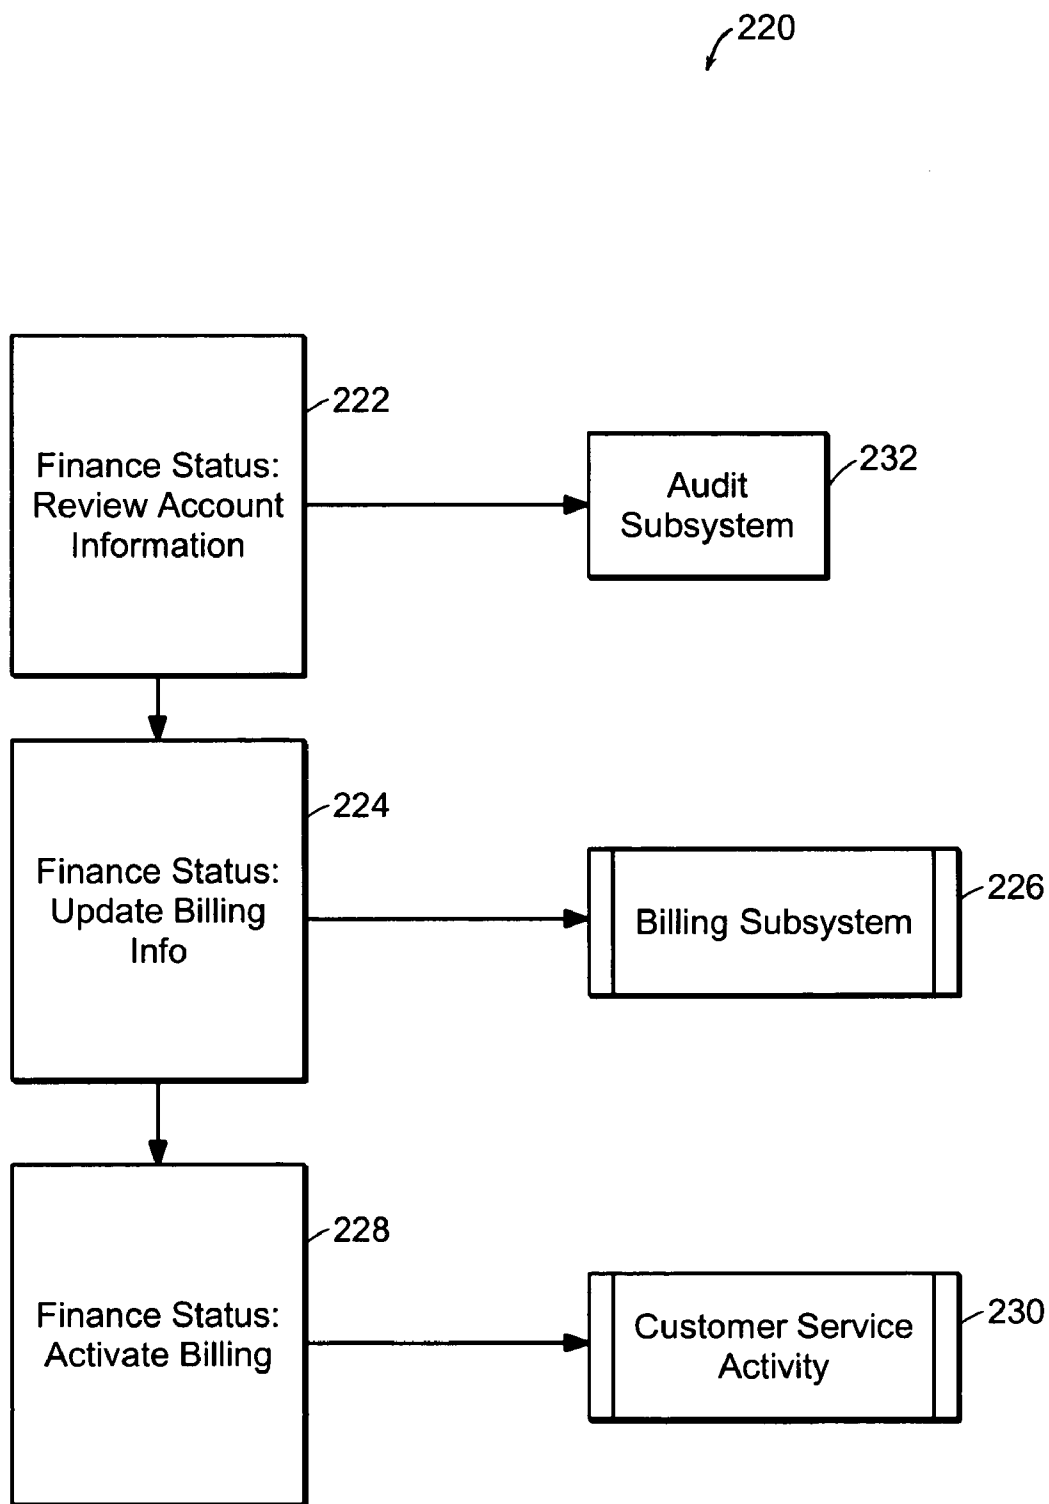 220
222
Finance Status:
Review Account
Information
232
Audit
Subsystem
224
Finance Status:
Update Billing
Info
226
Billing Subsystem
228
Finance Status:
Activate Billing
230
Customer Service
Activity